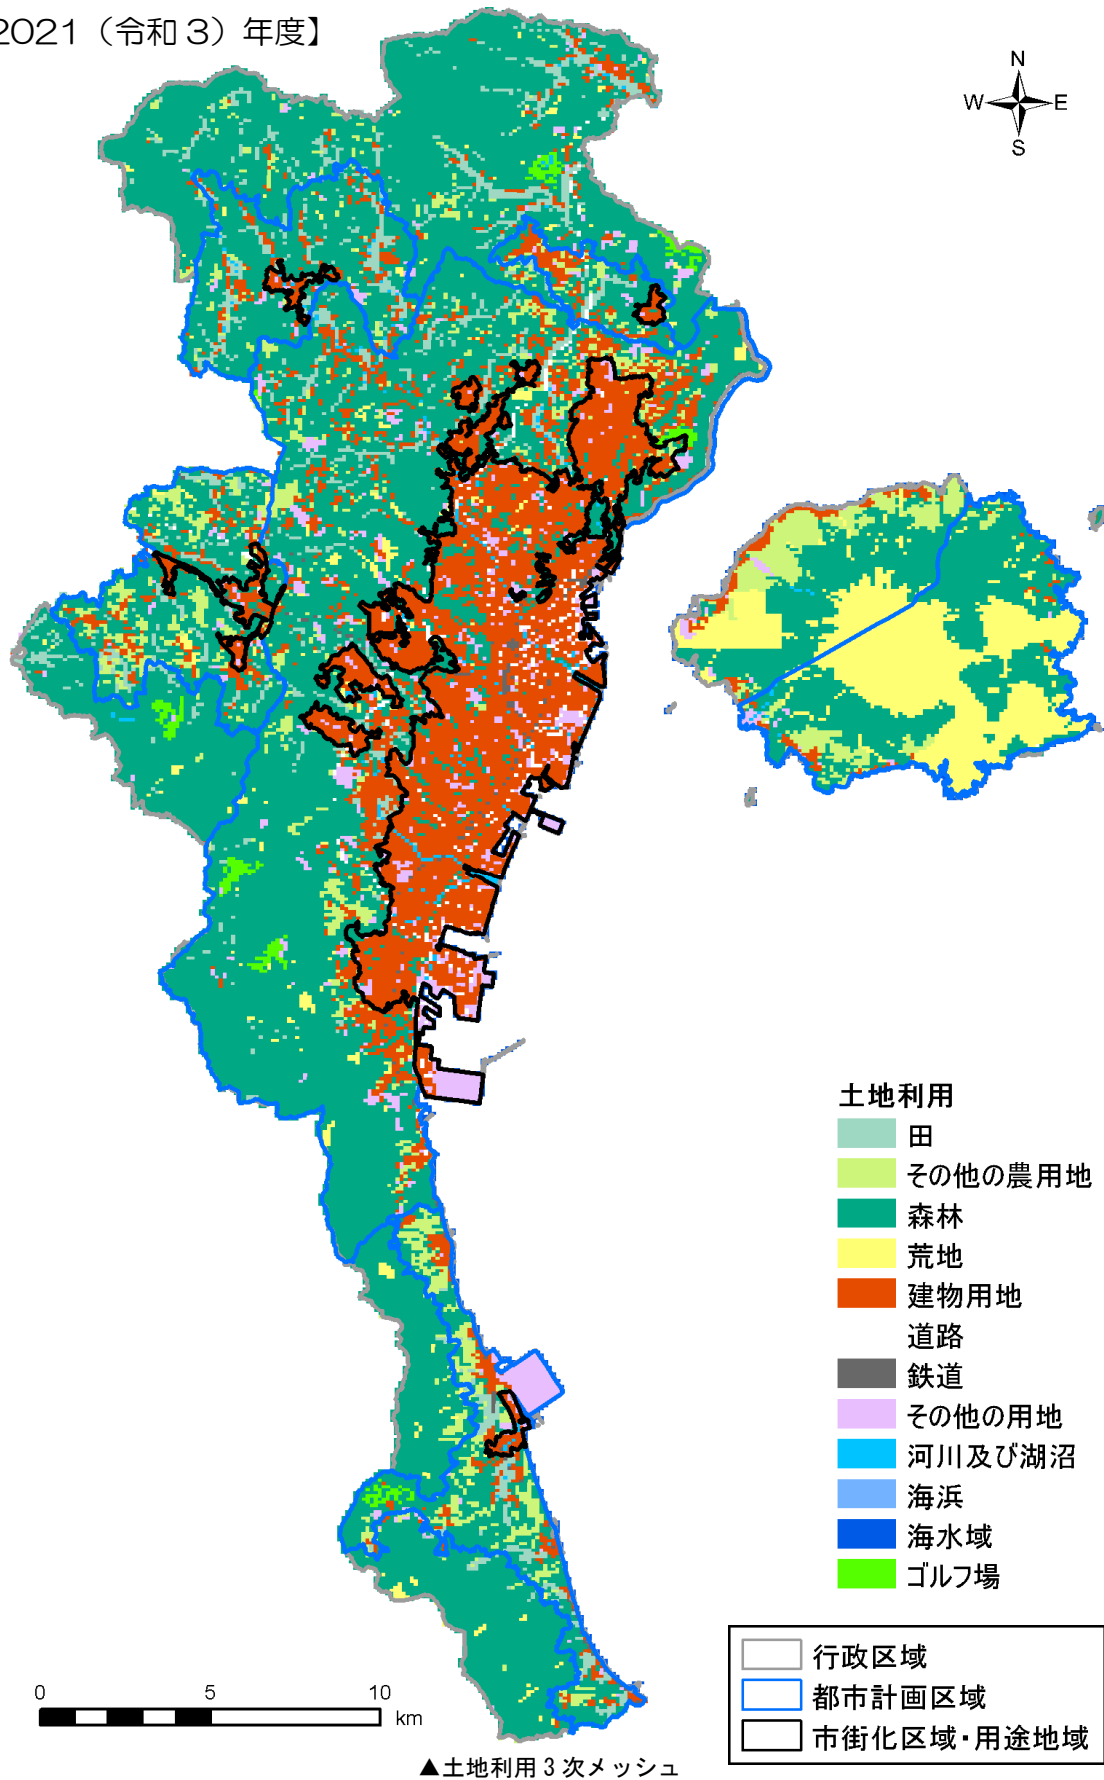 2021（令和３）年度】
N
W E
S
土地利用
田
その他の農用地
森林
荒地
建物用地
道路
鉄道
その他の用地
河川及び湖沼
海浜
海水域
ゴルフ場
行政区域
都市計画区域
市街化区域・用途地域
0 5 10
km
▲土地利用３次メッシュ